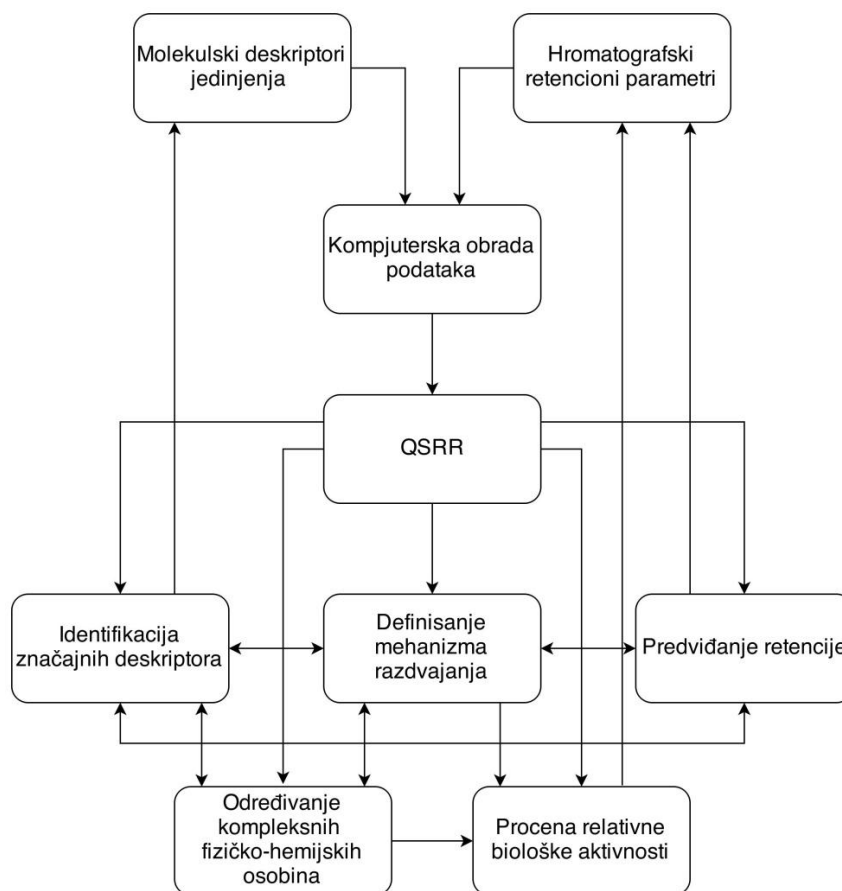 Molekulski deskriptori
jedinjenja
Hromatografski
retencioni parametri
Kompjuterska obrada
podataka
QSRR
Identifikacija
značajnih deskriptora
Definisanje
mehanizma
razdvajanja
Predviđanje retencije
Određivanje
kompleksnih
fizičko-hemijskih
osobina
Procena relativne
biološke aktivnosti